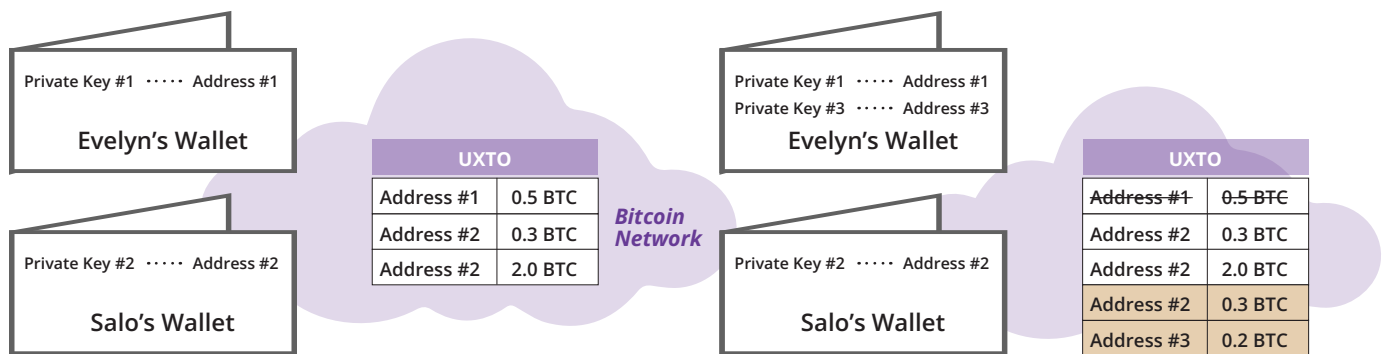 Private Key #1 ····· Address #1
Evelyn’s Wallet
Private Key #2 ····· Address #2
Salo’s Wallet
UXTO
Address #1 0.5 BTC
Address #2 0.3 BTC
Address #2 2.0 BTC
Bitcoin
Network
Private Key #1 ····· Address #1
Private Key #3 ····· Address #3
Evelyn’s Wallet
Private Key #2 ····· Address #2
Salo’s Wallet
UXTO
Address #1 0.5 BTC
Address #2 0.3 BTC
Address #2 2.0 BTC
Address #2 0.3 BTC
Address #3 0.2 BTC